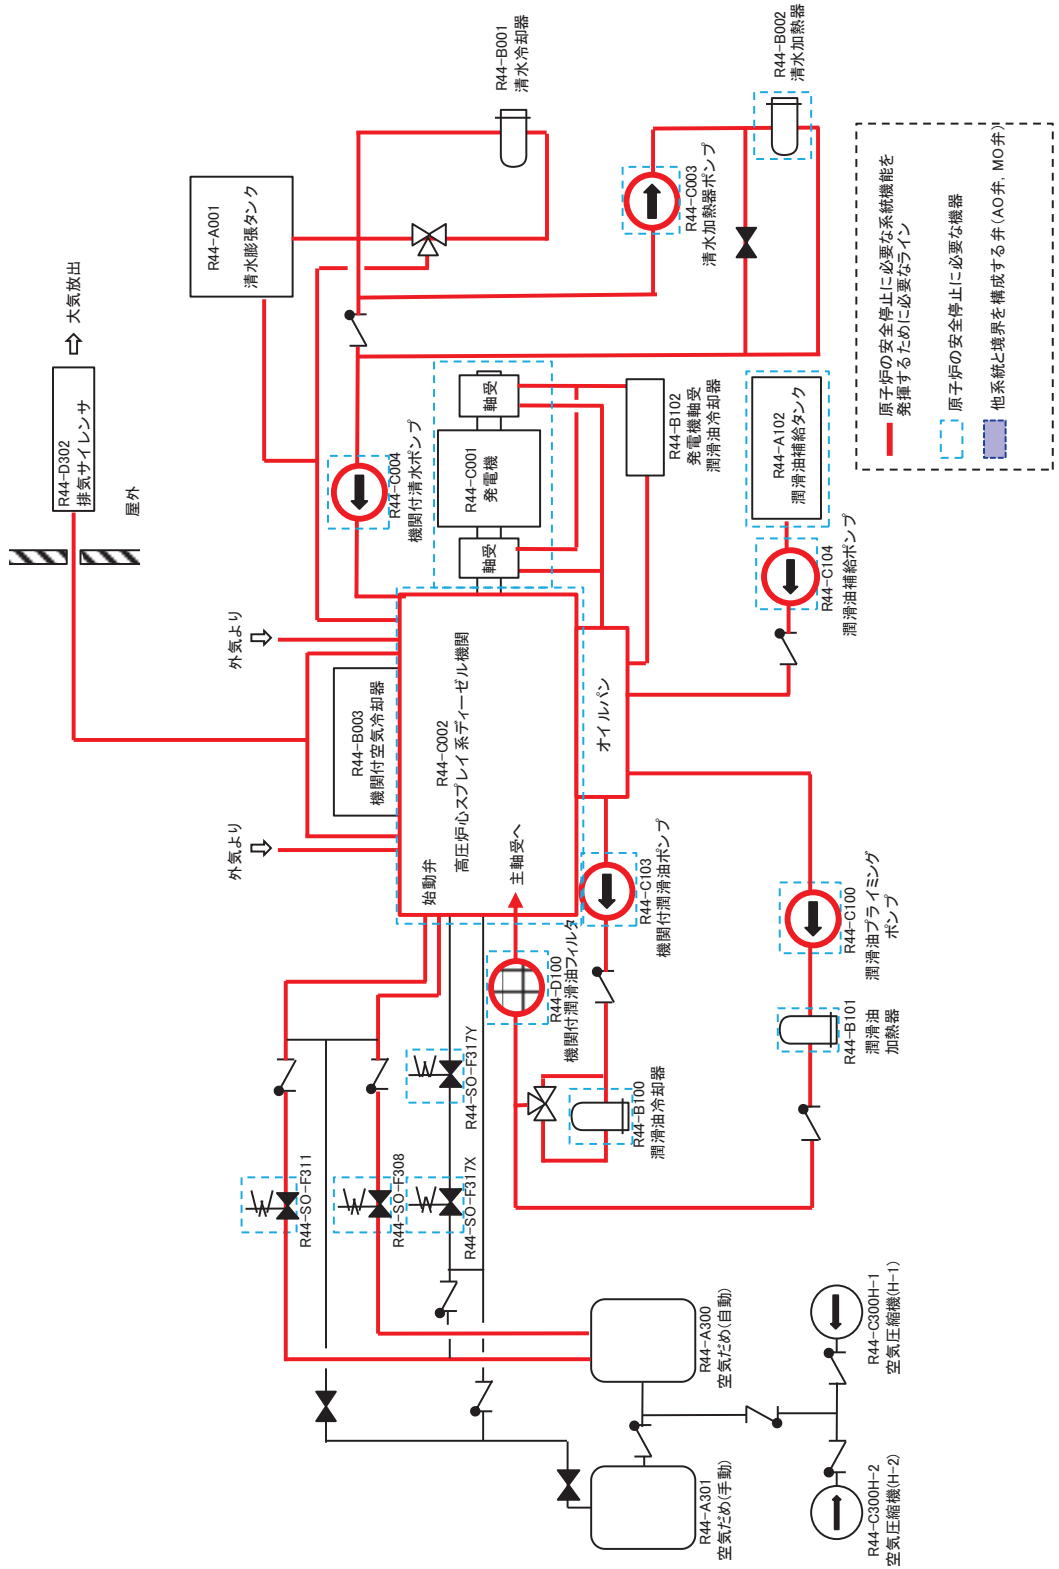 R44-D302
排気サイレンサ
大気放出
屋外
R44-A001
清水膨張タンク
R44-B001
清水冷却器
R44-B002
清水加熱器
R44-C003
清水加熱器ポンプ
R44-C004
機関付清水ポンプ
外気より
外気より
R44-B003
機関付空気冷却器
R44-C002
高圧炉心スプレイ系ディーゼル機関
始動弁
主軸受へ
軸受
R44-C001
発電機
軸受
オイルパン
R44-B102
発電機軸受
潤滑油冷却器
R44-A102
潤滑油補給タンク
R44-C104
潤滑油補給ポンプ
R44-C103
機関付潤滑油ポンプ
R44-D100
機関付潤滑油フィルタ
R44-B100
潤滑油冷却器
R44-C100
潤滑油プライミング
ポンプ
R44-B101
潤滑油
加熱器
R44-SO-F311
R44-SO-F308
R44-SO-F317Y
R44-SO-F317X
R44-A300
空気だめ(自動)
R44-A301
空気だめ(手動)
R44-C300H-1
空気圧縮機(H-1)
R44-C300H-2
空気圧縮機(H-2)
原子炉の安全停止に必要な系統機能を
発揮するために必要なライン
原子炉の安全停止に必要な機器
他系統と境界を構成する弁(AO弁, MO弁)